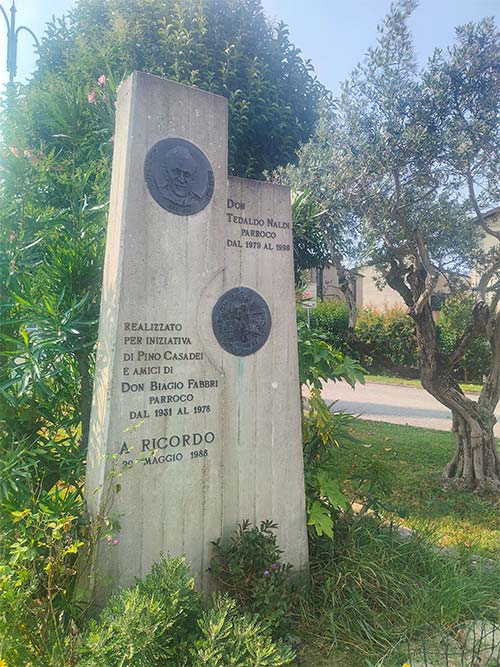 DON
TEDALDO NALDI
PARROCO
DAL 1979 AL 1998
REALIZZATO
PER INIZIATIVA
DI PINO CASADEI
E AMICI DI
DON BIAGIO FABBRI
PARROCO
DAL 1931 AL 1978
A RICORDO
29 MAGGIO 1988